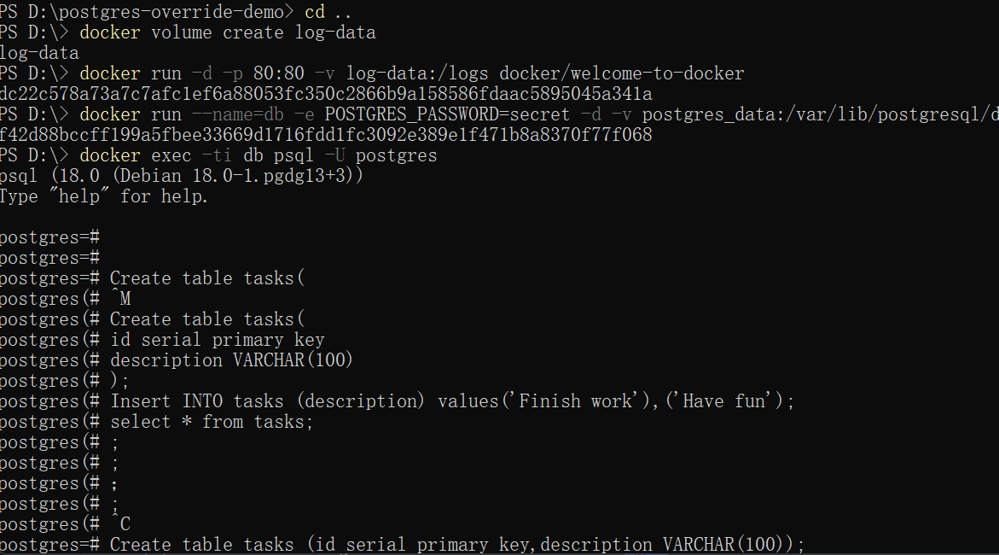 PS D:\postgres-override-demo> cd ..
PS D:\> docker volume create log-data
log-data
PS D:\> docker run -d -p 80:80 -v log-data:/logs docker/welcome-to-docker
dc22c578a73a7c7afc1ef6a88053fc350c2866b9a158586fdaac5895045a341a
PS D:\> docker run --name=db -e POSTGRES_PASSWORD=secret -d -v postgres_data:/var/lib/postgresql/d
f42d88bccff199a5fbee33669d1716fdd1fc3092e389e1f471b8a8370f77f068
PS D:\> docker exec -ti db psql -U postgres
psql (18.0 (Debian 18.0-1.pgdg13+3))
Type "help" for help.
postgres=#
postgres=#
postgres=# Create table tasks(
postgres(# ^M
postgres(# Create table tasks(
postgres(# id serial primary key
postgres(# description VARCHAR(100)
postgres(# );
postgres(# Insert INTO tasks (description) values('Finish work'),('Have fun');
postgres(# select * from tasks;
postgres(# ;
postgres(# ;
postgres(# ；
postgres(# ;
postgres(# ^C
postgres=# Create table tasks (id serial primary key,description VARCHAR(100));